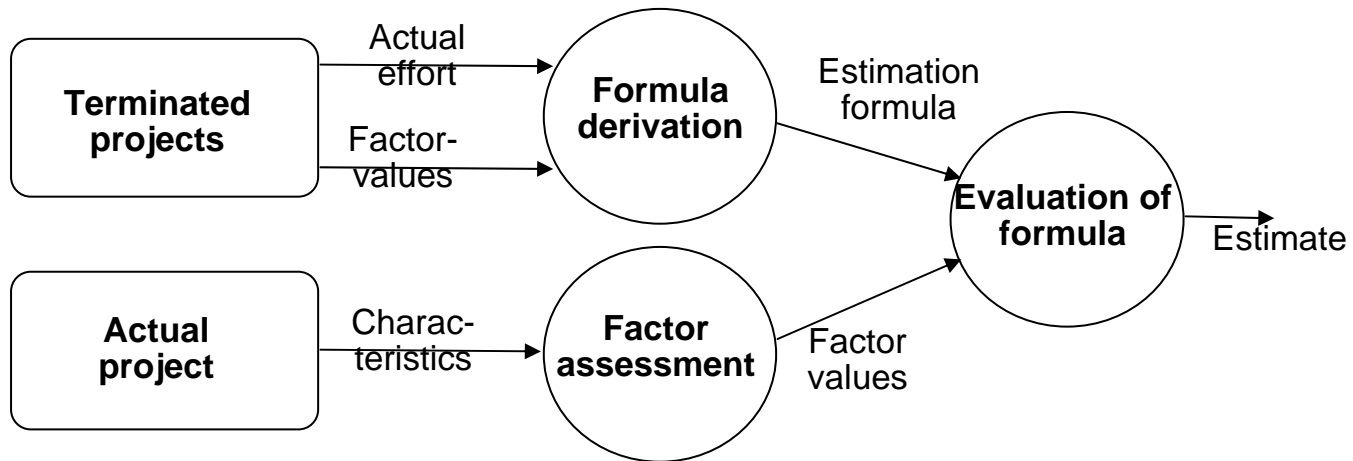 Terminated
projects
Actual
effort
Factor-
values
Formula
derivation
Estimation
formula
Evaluation of
formula
Estimate
Actual
project
Charac-
teristics
Factor
assessment
Factor
values